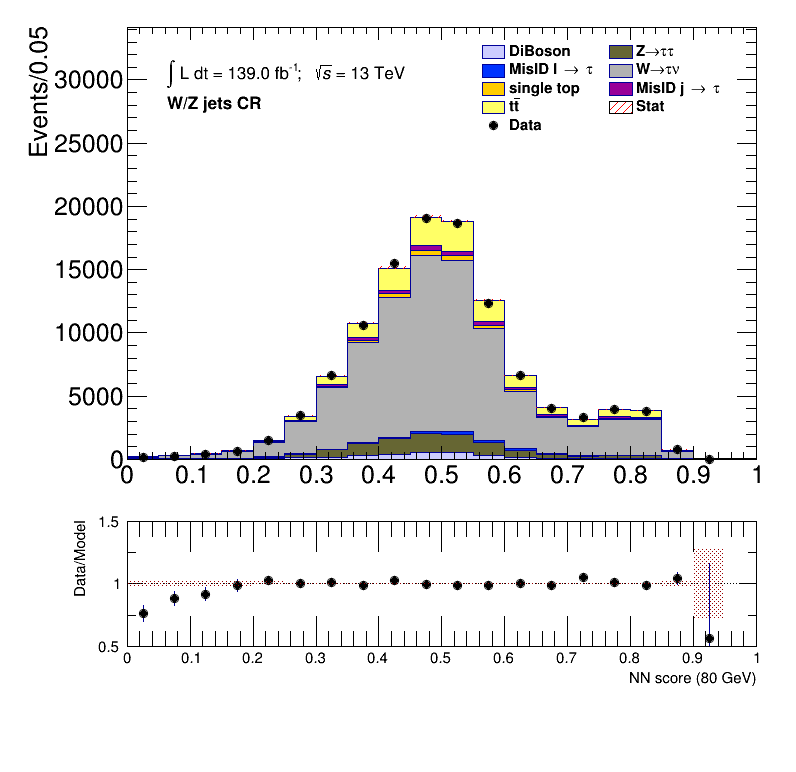 Events/0.05
30000
25000
20000
15000
10000
5000
0
∫ L dt = 139.0 fb⁻¹; √s = 13 TeV
W/Z jets CR
DiBoson
MisID l → τ
single top
tt̄
Data
Z→ττ
W→τν
MisID j → τ
Stat
0 0.1 0.2 0.3 0.4 0.5 0.6 0.7 0.8 0.9 1
Data/Model
1.5
1
0.5
0 0.1 0.2 0.3 0.4 0.5 0.6 0.7 0.8 0.9 1
NN score (80 GeV)